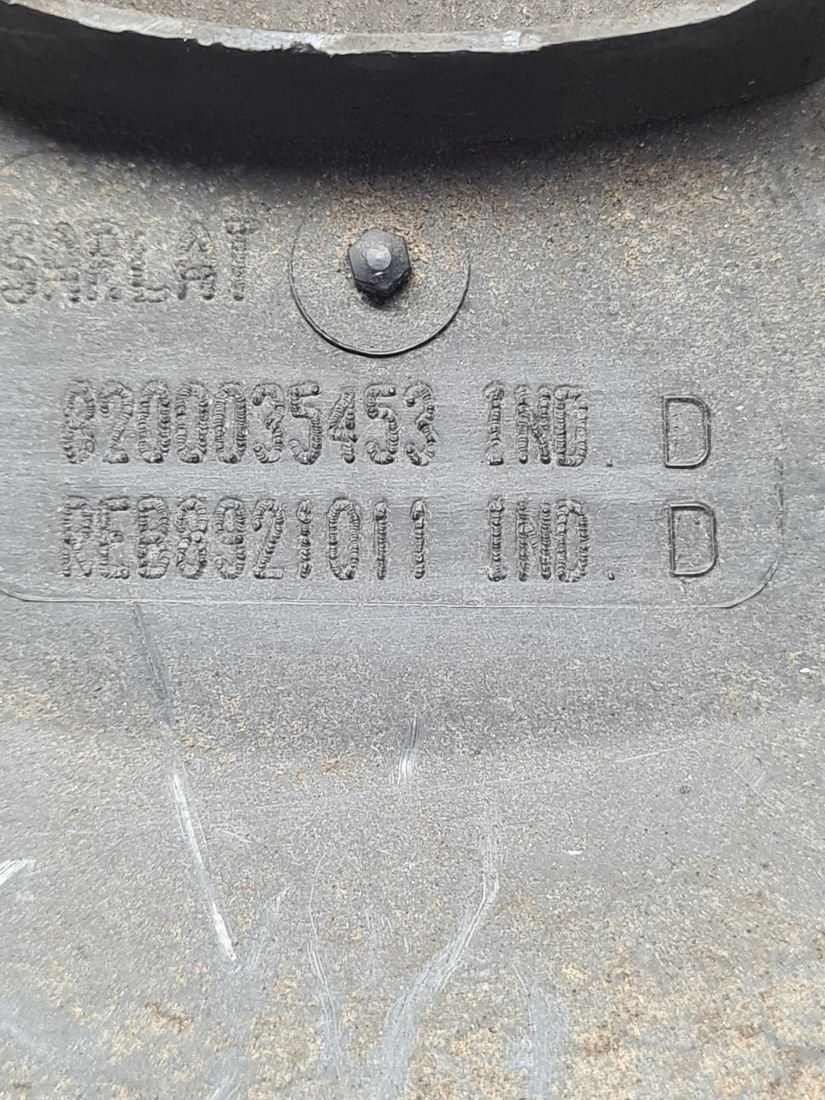 SARLAT
8200035453 IND. D
REB8921011 IND. D